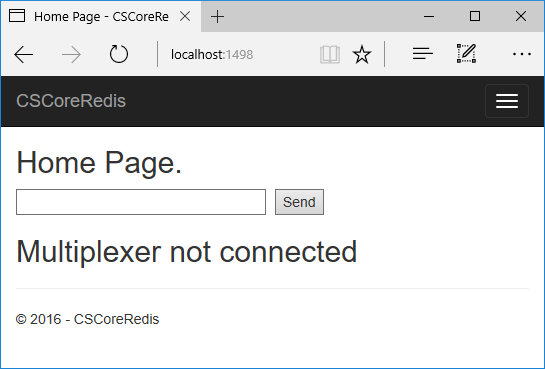 Home Page - CSCoreRe
localhost:1498
CSCoreRedis
Home Page.
Send
Multiplexer not connected
© 2016 - CSCoreRedis